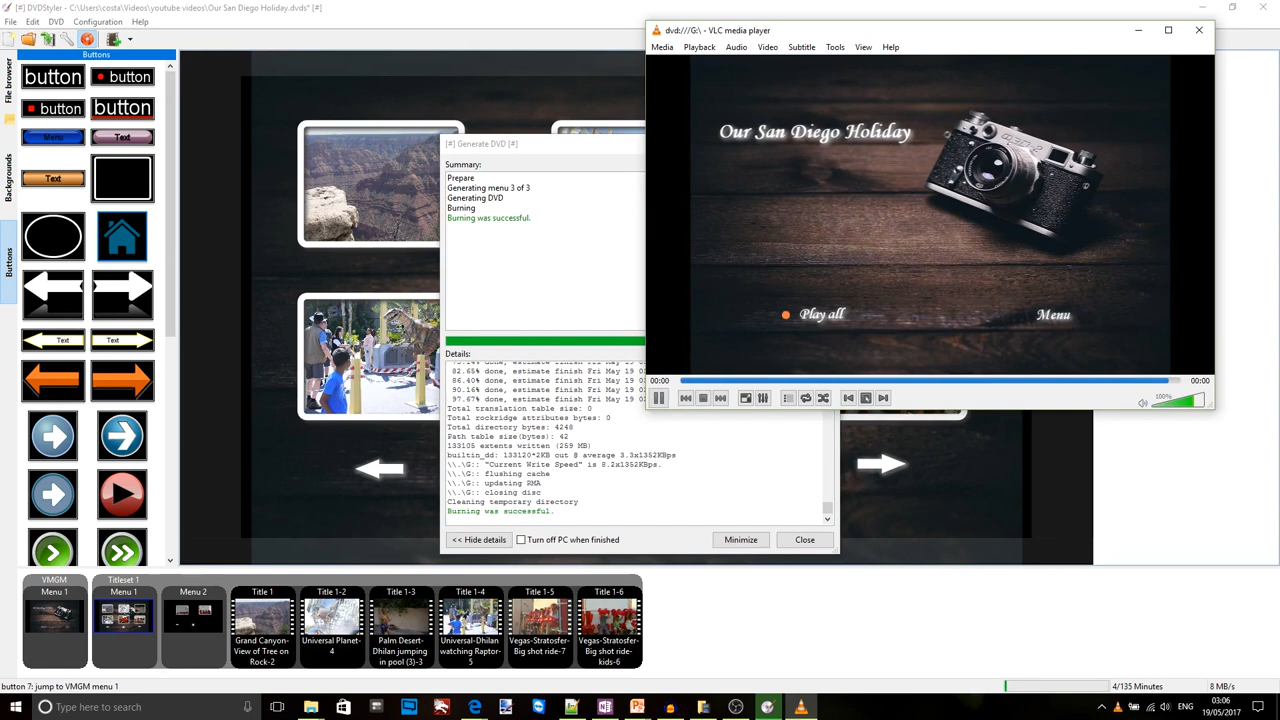 [#] DVDStyler - C:\Users\costa\Videos\youtube videos\Our San Diego Holiday.dvds* [#]
File Edit DVD Configuration Help
File browser
Backgrounds
Buttons
Buttons
button
button
button
button
Menu
Text
Text
Text
Text
[#] Generate DVD [#]
Summary:
Prepare
Generating menu 3 of 3
Generating DVD
Burning
Burning was successful.
Details:
82.65% done, estimate finish Fri May 19 0
86.40% done, estimate finish Fri May 19 0
90.16% done, estimate finish Fri May 19 0
97.67% done, estimate finish Fri May 19 0
Total translation table size: 0
Total rockridge attributes bytes: 0
Total directory bytes: 4248
Path table size(bytes): 42
133105 extents written (259 MB)
builtin_dd: 133120*2KB out @ average 3.3x1352KBps
\\.\G:: "Current Write Speed" is 8.2x1352KBps.
\\.\G:: flushing cache
\\.\G:: updating RMA
\\.\G:: closing disc
Cleaning temporary directory
Burning was successful.
<< Hide details
Turn off PC when finished
Minimize
Close
dvd:///G:\ - VLC media player
Media Playback Audio Video Subtitle Tools View Help
Our San Diego Holiday
Play all
Menu
00:00
00:00
100%
VMGM
Titleset 1
Menu 1
Menu 1
Menu 2
Title 1
Title 1-2
Title 1-3
Title 1-4
Title 1-5
Title 1-6
Grand Canyon-
View of Tree on
Rock-2
Universal Planet-
4
Palm Desert-
Dhilan jumping
in pool (3)-3
Universal-Dhilan
watching Raptor-
5
Vegas-Stratosfer-
Big shot ride-7
Vegas-Stratosfer-
Big shot ride-
kids-6
button 7: jump to VMGM menu 1
4/135 Minutes
8 MB/s
Type here to search
ENG
03:06
19/05/2017